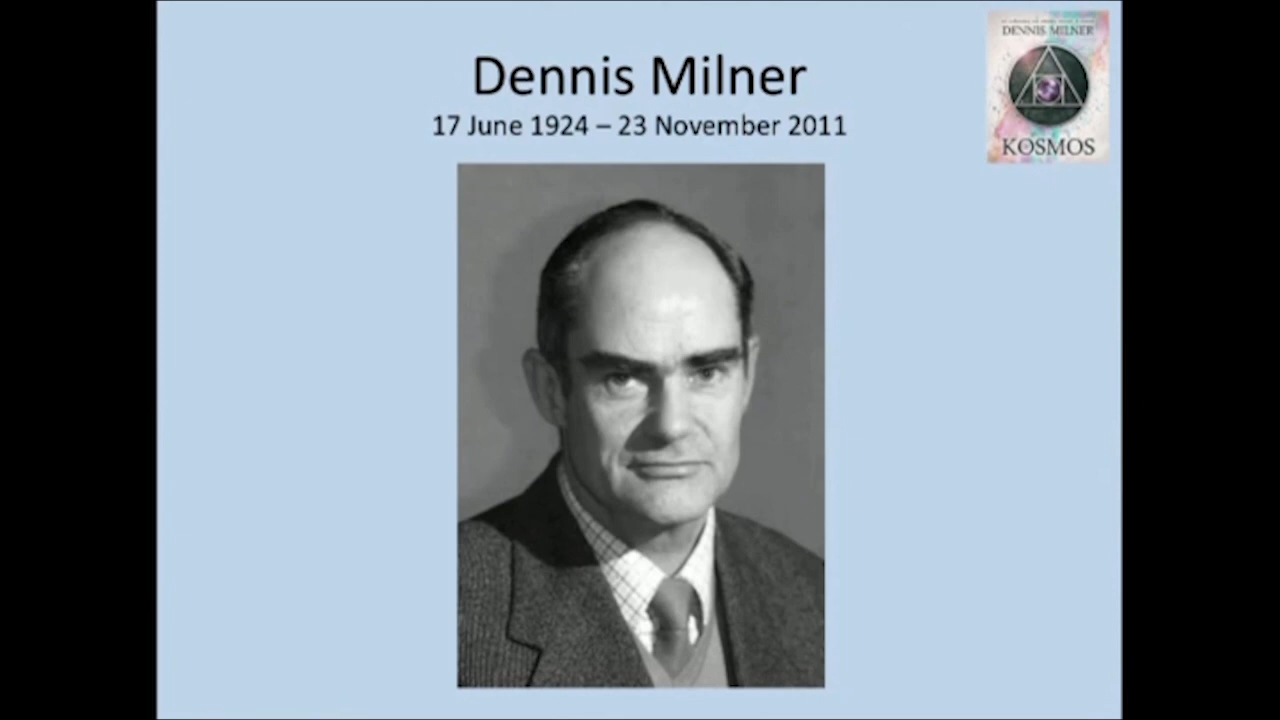 Dennis Milner
17 June 1924 – 23 November 2011
DENNIS MILNER
KOSMOS